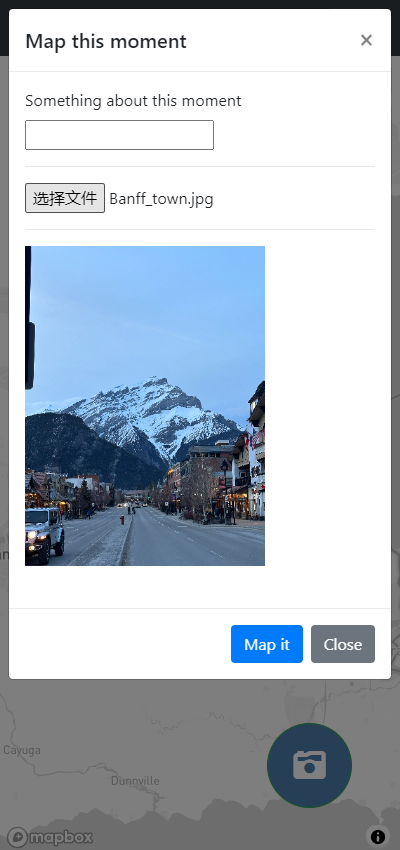 Map this moment
×
Something about this moment
选择文件 Banff_town.jpg
Map it Close
Cayuga
Dunnville
mapbox